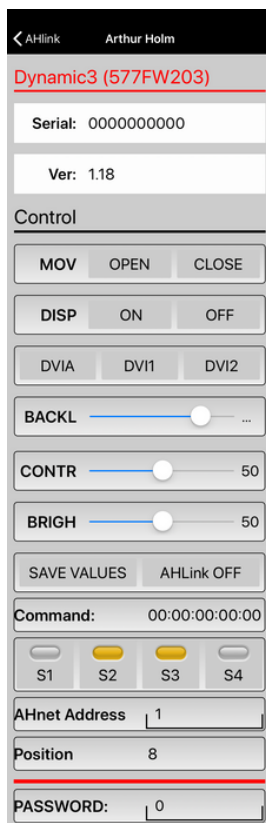 AHlink Arthur Holm
Dynamic3 (577FW203)
Serial: 0000000000
Ver: 1.18
Control
MOV OPEN CLOSE
DISP ON OFF
DVIA DVI1 DVI2
BACKL ...
CONTR 50
BRIGH 50
SAVE VALUES AHLink OFF
Command: 00:00:00:00:00
S1 S2 S3 S4
AHnet Address 1
Position 8
PASSWORD: 0